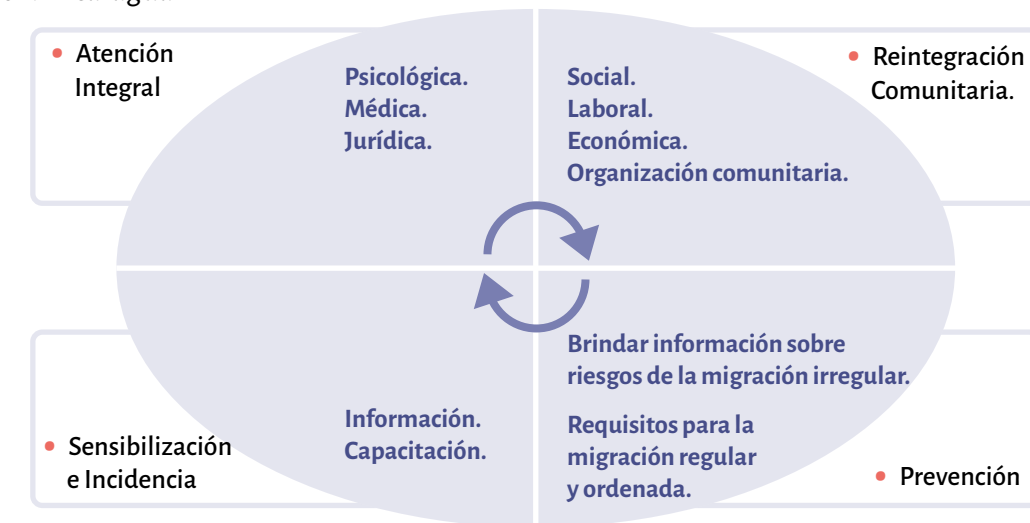 • Atención
Integral
Psicológica.
Médica.
Jurídica.
Social.
Laboral.
Económica.
Organización comunitaria.
• Reintegración
Comunitaria.
• Sensibilización
e Incidencia
Información.
Capacitación.
Brindar información sobre
riesgos de la migración irregular.
Requisitos para la
migración regular
y ordenada.
• Prevención